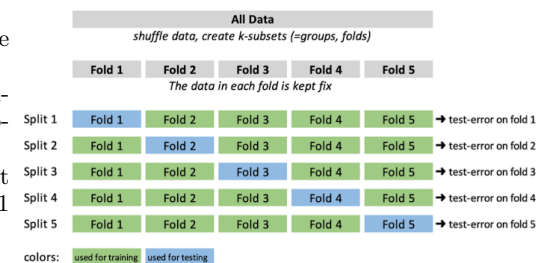 All Data
shuffle data, create k-subsets (=groups, folds)
Fold 1 Fold 2 Fold 3 Fold 4 Fold 5
The data in each fold is kept fix
Split 1 Fold 1 Fold 2 Fold 3 Fold 4 Fold 5 ➔ test-error on fold 1
Split 2 Fold 1 Fold 2 Fold 3 Fold 4 Fold 5 ➔ test-error on fold 2
Split 3 Fold 1 Fold 2 Fold 3 Fold 4 Fold 5 ➔ test-error on fold 3
Split 4 Fold 1 Fold 2 Fold 3 Fold 4 Fold 5 ➔ test-error on fold 4
Split 5 Fold 1 Fold 2 Fold 3 Fold 4 Fold 5 ➔ test-error on fold 5
colors: used for training used for testing